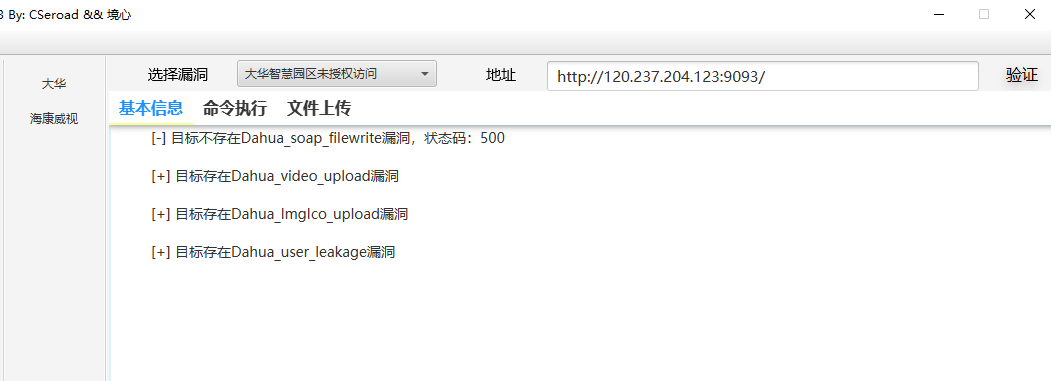 3 By: CSeroad && 境心
大华
海康威视
选择漏洞 大华智慧园区未授权访问 地址 http://120.237.204.123:9093/ 验证
基本信息 命令执行 文件上传
[-] 目标不存在Dahua_soap_filewrite漏洞，状态码：500
[+] 目标存在Dahua_video_upload漏洞
[+] 目标存在Dahua_ImgIco_upload漏洞
[+] 目标存在Dahua_user_leakage漏洞